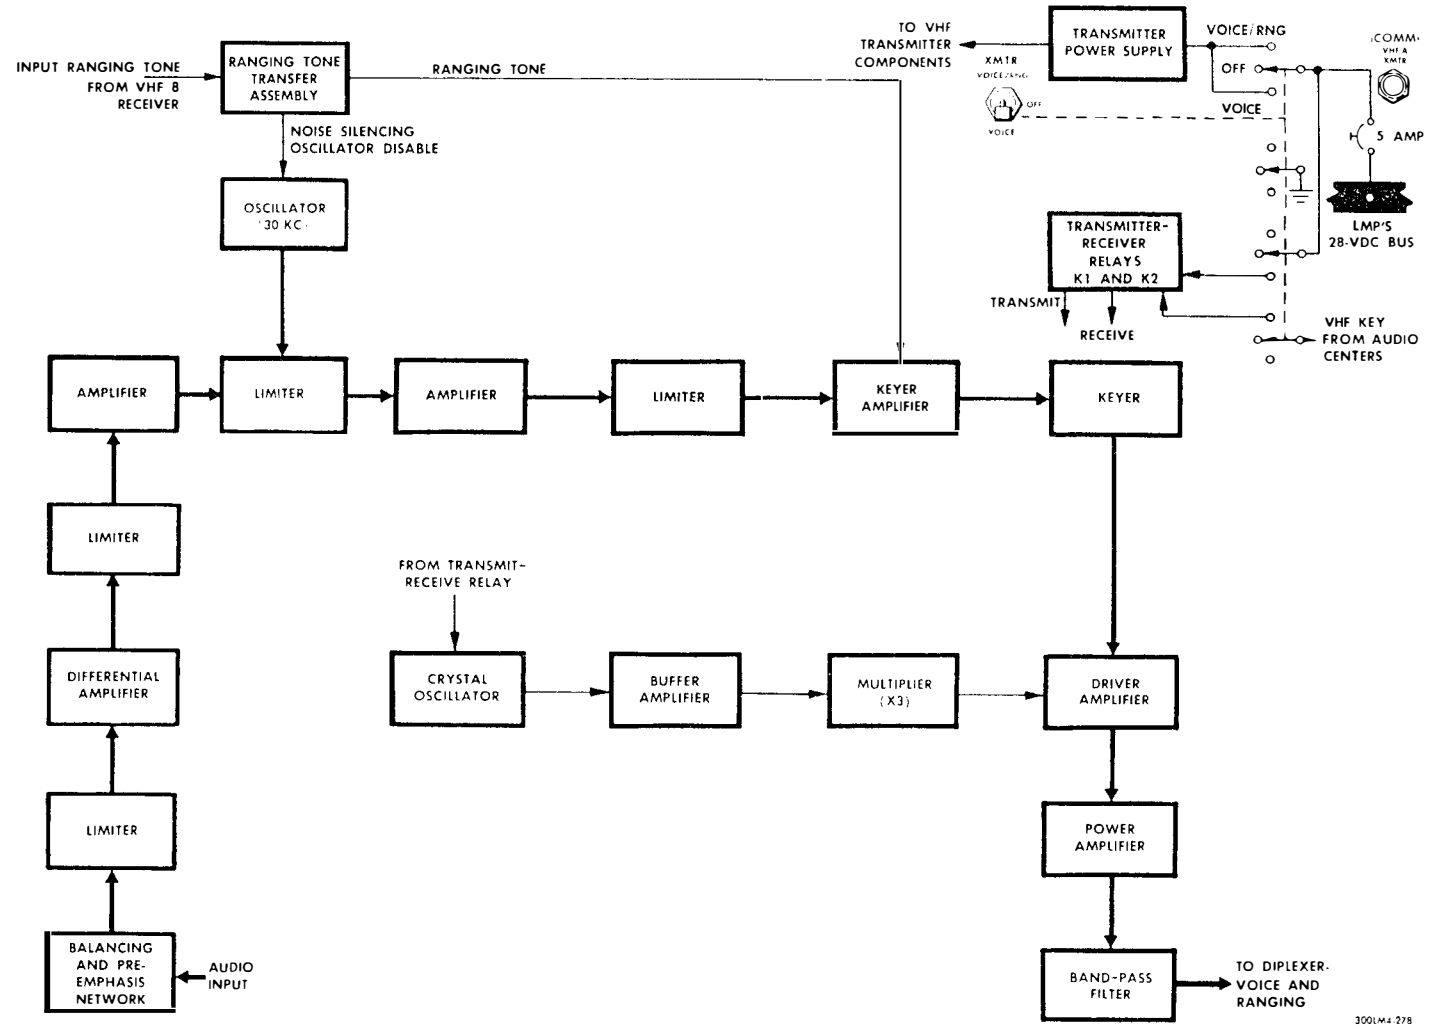 INPUT RANGING TONE
FROM VHF B
RECEIVER
RANGING TONE
TRANSFER
ASSEMBLY
RANGING TONE
NOISE SILENCING
OSCILLATOR DISABLE
OSCILLATOR
30 KC
TO VHF
TRANSMITTER
COMPONENTS
TRANSMITTER
POWER SUPPLY
VOICE/RNG
OFF
VOICE
XMTR
VOICE/RNG
OFF
VOICE
COMM
VHF A
XMTR
5 AMP
LMP'S
28-VDC BUS
TRANSMITTER-
RECEIVER
RELAYS
K1 AND K2
TRANSMIT
RECEIVE
VHF KEY
FROM AUDIO
CENTERS
AMPLIFIER
LIMITER
AMPLIFIER
LIMITER
KEYER
AMPLIFIER
KEYER
LIMITER
FROM TRANSMIT-
RECEIVE RELAY
DIFFERENTIAL
AMPLIFIER
CRYSTAL
OSCILLATOR
BUFFER
AMPLIFIER
MULTIPLIER
(X3)
DRIVER
AMPLIFIER
LIMITER
POWER
AMPLIFIER
BALANCING
AND PRE-
EMPHASIS
NETWORK
AUDIO
INPUT
BAND-PASS
FILTER
TO DIPLEXER-
VOICE AND
RANGING
300LM4-278